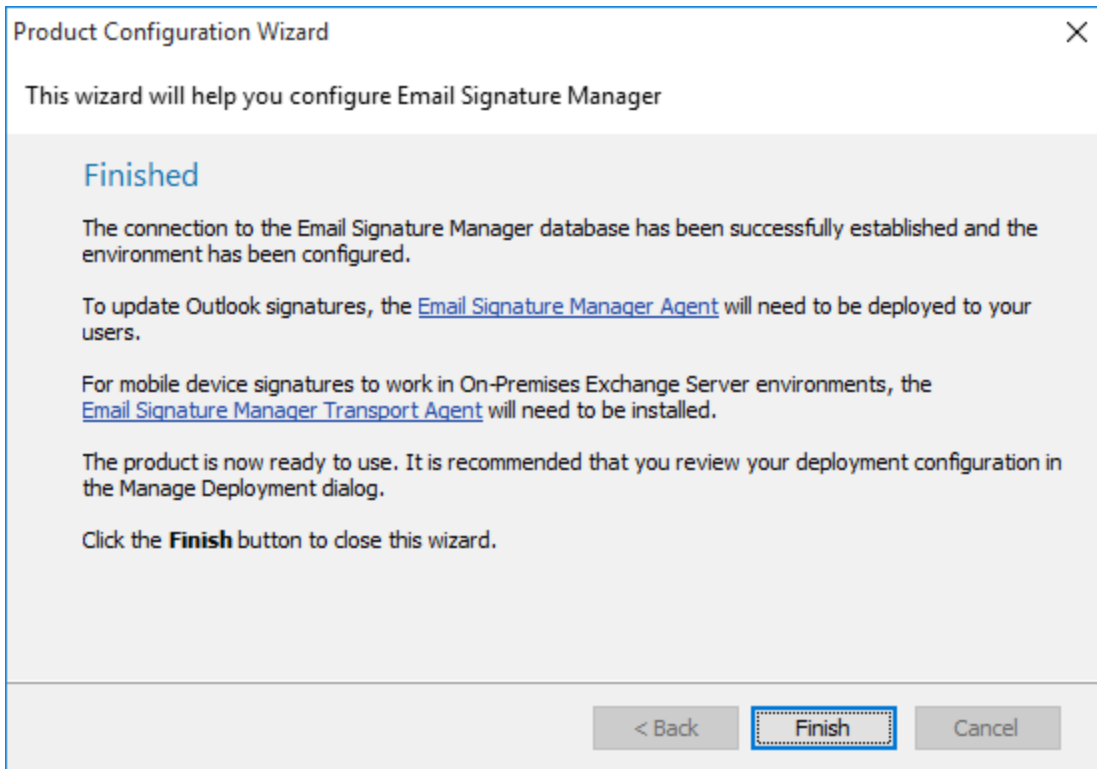 Product Configuration Wizard
This wizard will help you configure Email Signature Manager
Finished
The connection to the Email Signature Manager database has been successfully established and the
environment has been configured.
To update Outlook signatures, the Email Signature Manager Agent will need to be deployed to your
users.
For mobile device signatures to work in On-Premises Exchange Server environments, the
Email Signature Manager Transport Agent will need to be installed.
The product is now ready to use. It is recommended that you review your deployment configuration in
the Manage Deployment dialog.
Click the Finish button to close this wizard.
< Back
Finish
Cancel